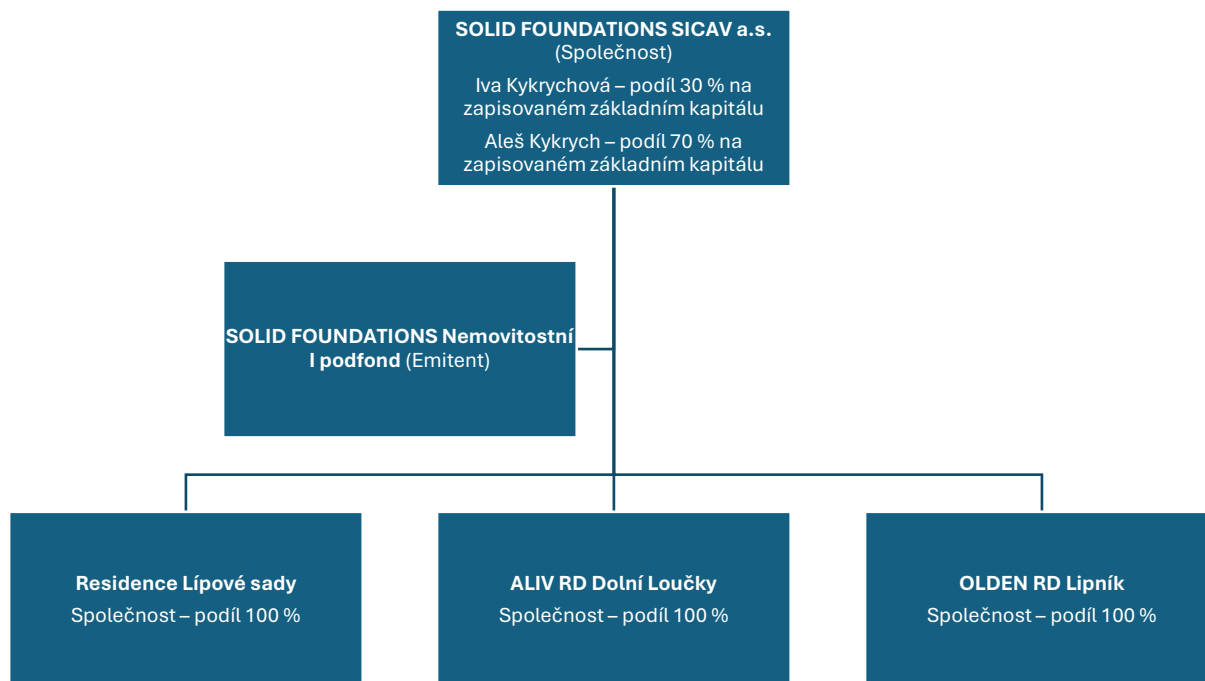 SOLID FOUNDATIONS SICAV a.s.
(Společnost)
Iva Kykrychová – podíl 30 % na
zapisovaném základním kapitálu
Aleš Kykrych – podíl 70 % na
zapisovaném základním kapitálu
SOLID FOUNDATIONS Nemovitostní
I podfond (Emitent)
Residence Lípové sady
Společnost – podíl 100 %
ALIV RD Dolní Loučky
Společnost – podíl 100 %
OLDEN RD Lipník
Společnost – podíl 100 %